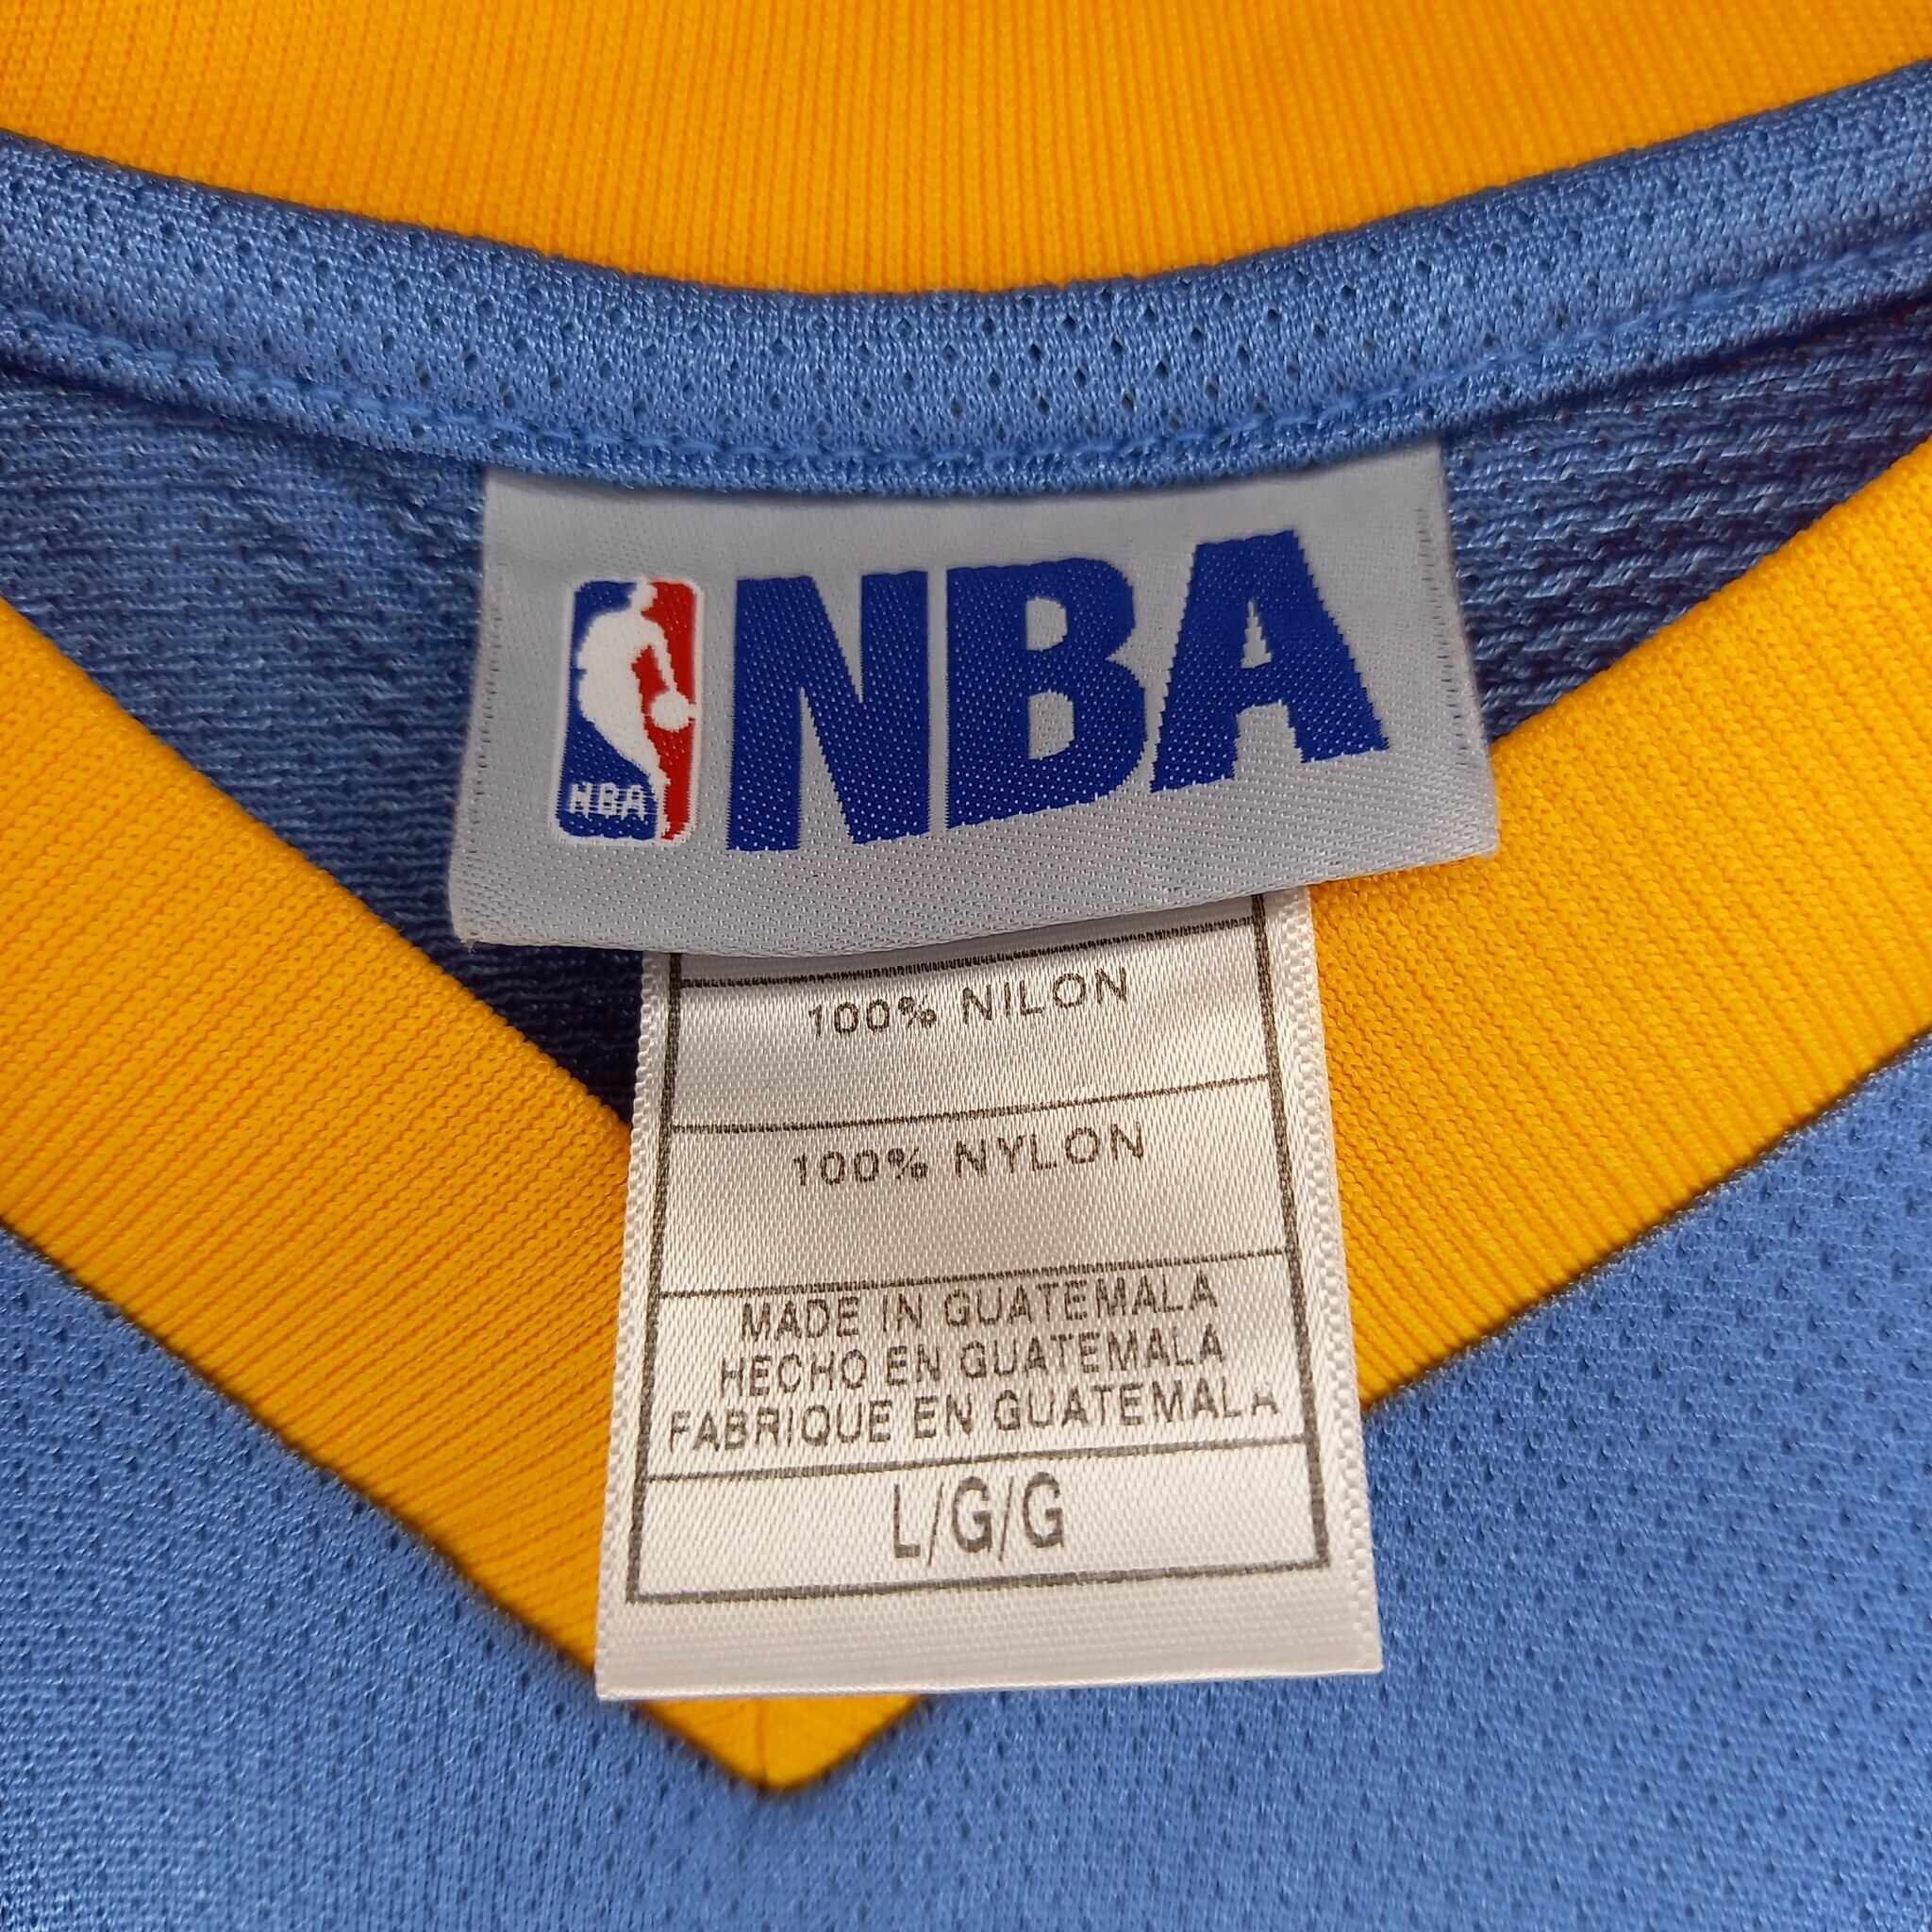 NBA
NBA
100% NILON
100% NYLON
MADE IN GUATEMALA
HECHO EN GUATEMALA
FABRIQUE EN GUATEMALA
L/G/G